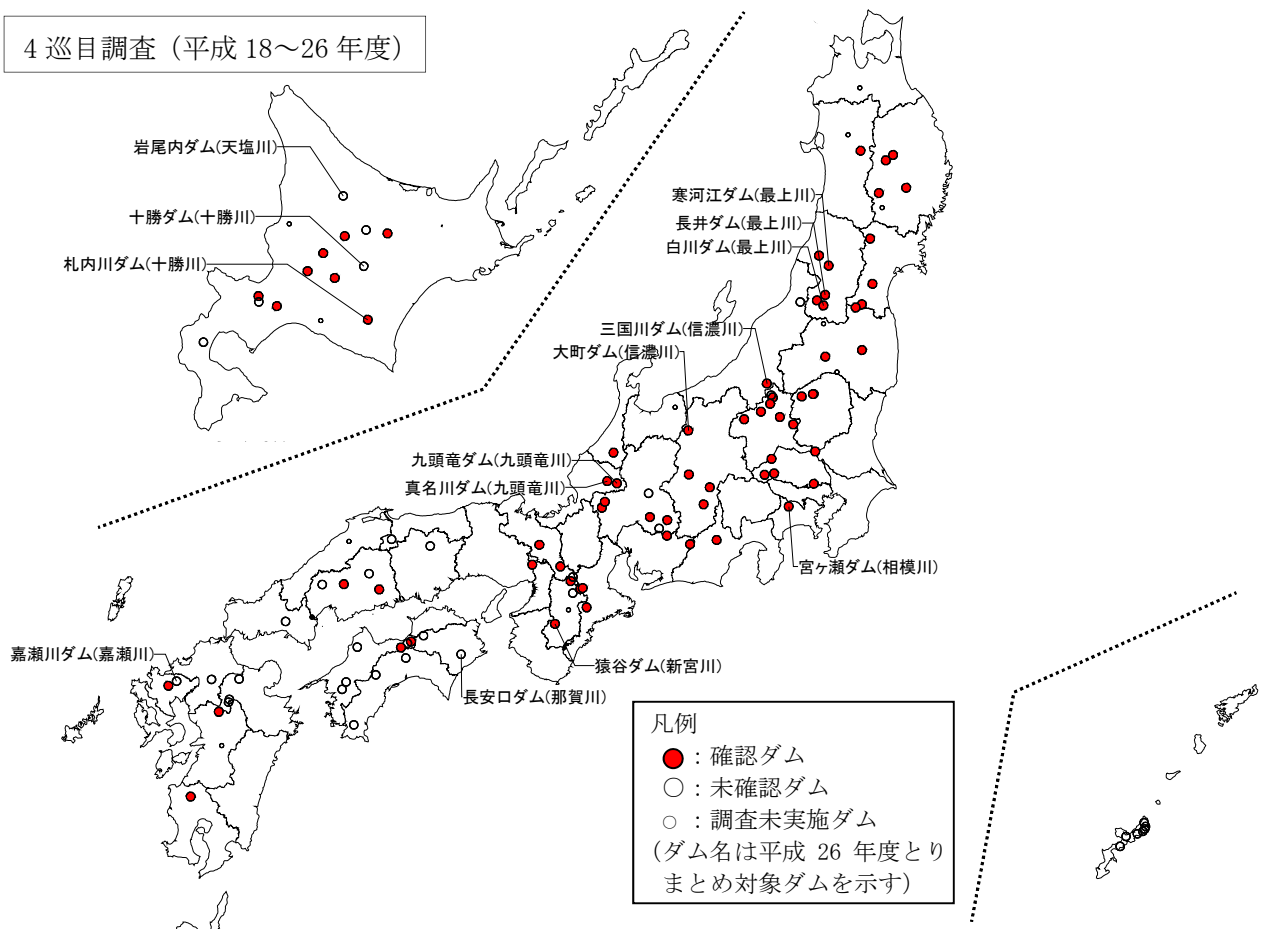 4 巡目調査（平成 18～26 年度）
岩尾内ダム(天塩川)
十勝ダム(十勝川)
札内川ダム(十勝川)
寒河江ダム(最上川)
長井ダム(最上川)
白川ダム(最上川)
三国川ダム(信濃川)
大町ダム(信濃川)
九頭竜ダム(九頭竜川)
真名川ダム(九頭竜川)
宮ヶ瀬ダム(相模川)
嘉瀬川ダム(嘉瀬川)
猿谷ダム(新宮川)
長安口ダム(那賀川)
凡例
：確認ダム
：未確認ダム
：調査未実施ダム
(ダム名は平成 26 年度とり
まとめ対象ダムを示す)